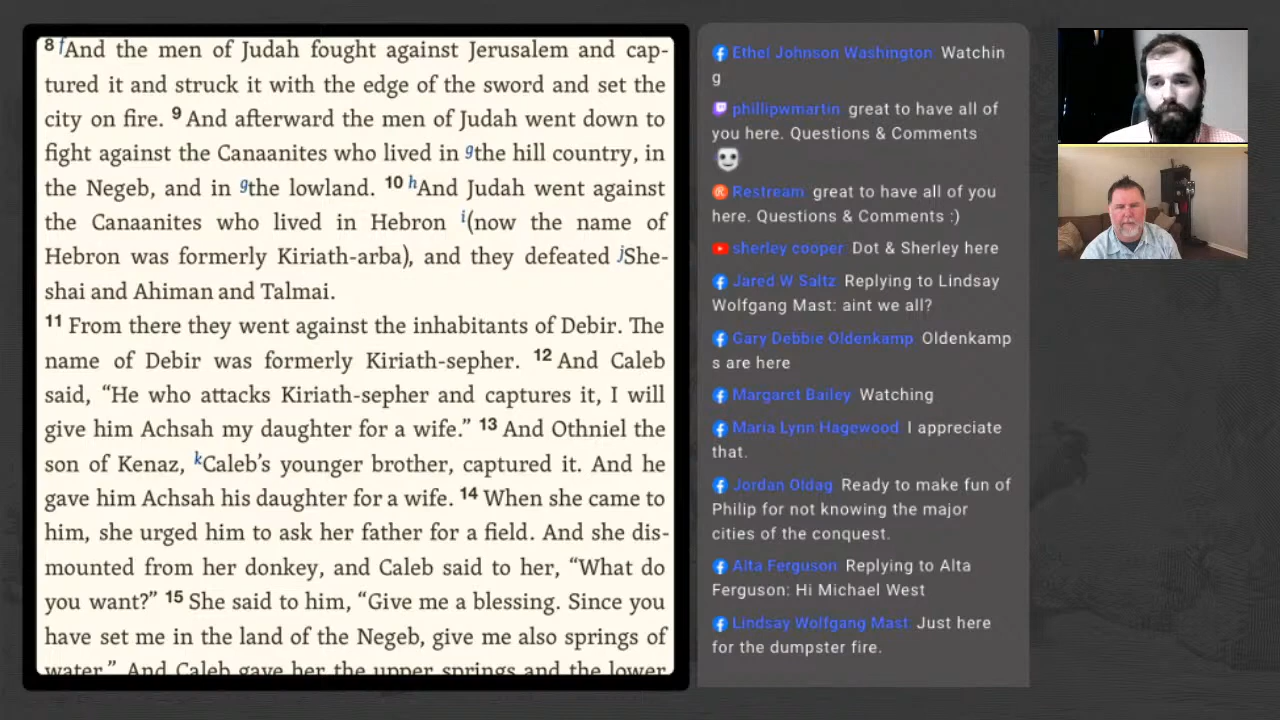 8 fAnd the men of Judah fought against Jerusalem and cap-
tured it and struck it with the edge of the sword and set the
city on fire. 9 And afterward the men of Judah went down to
fight against the Canaanites who lived in gthe hill country, in
the Negeb, and in gthe lowland. 10 hAnd Judah went against
the Canaanites who lived in Hebron i(now the name of
Hebron was formerly Kiriath-arba), and they defeated jShe-
shai and Ahiman and Talmai.
11 From there they went against the inhabitants of Debir. The
name of Debir was formerly Kiriath-sepher. 12 And Caleb
said, “He who attacks Kiriath-sepher and captures it, I will
give him Achsah my daughter for a wife.” 13 And Othniel the
son of Kenaz, kCaleb’s younger brother, captured it. And he
gave him Achsah his daughter for a wife. 14 When she came to
him, she urged him to ask her father for a field. And she dis-
mounted from her donkey, and Caleb said to her, “What do
you want?” 15 She said to him, “Give me a blessing. Since you
have set me in the land of the Negeb, give me also springs of
water.” And Caleb gave her the upper springs and the lower
Ethel Johnson Washington Watchin
g
phillipwmartin great to have all of
you here. Questions & Comments
Restream great to have all of you
here. Questions & Comments :)
sherley cooper Dot & Sherley here
Jared W Saltz Replying to Lindsay
Wolfgang Mast: aint we all?
Gary Debbie Oldenkamp Oldenkamp
s are here
Margaret Bailey Watching
Maria Lynn Hagewood I appreciate
that.
Jordan Oldag Ready to make fun of
Philip for not knowing the major
cities of the conquest.
Alta Ferguson Replying to Alta
Ferguson: Hi Michael West
Lindsay Wolfgang Mast Just here
for the dumpster fire.